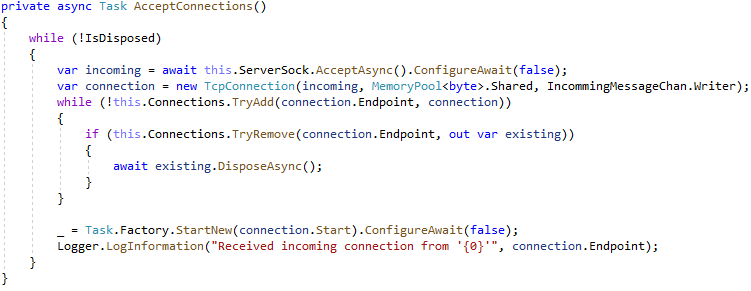 private async Task AcceptConnections()
{
while (!IsDisposed)
{
var incoming = await this.ServerSock.AcceptAsync().ConfigureAwait(false);
var connection = new TcpConnection(incoming, MemoryPool<byte>.Shared, IncommingMessageChan.Writer);
while (!this.Connections.TryAdd(connection.Endpoint, connection))
{
if (this.Connections.TryRemove(connection.Endpoint, out var existing))
{
await existing.DisposeAsync();
}
}
_ = Task.Factory.StartNew(connection.Start).ConfigureAwait(false);
Logger.LogInformation("Received incoming connection from '{0}'", connection.Endpoint);
}
}